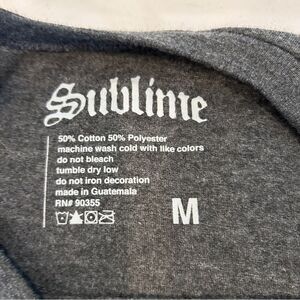 Sublime
50% Cotton 50% Polyester
machine wash cold with like colors
do not bleach
tumble dry low
do not iron decoration
made in Guatemala
RN# 90355
M